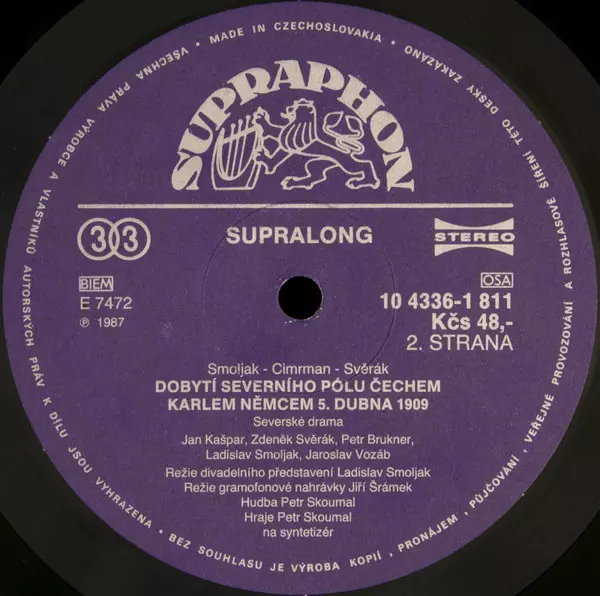 VŠECHNA PRÁVA VÝROBCE A VLASTNÍKŮ AUTORSKÝCH PRÁV K DÍLU JSOU VYHRAZENA • BEZ SOUHLASU JE VÝROBA KOPIÍ , PRONÁJEM , PŮJČOVÁNÍ , VEŘEJNÉ PROVOZOVÁNÍ A ROZHLASOVÉ ŠÍŘENÍ TÉTO DESKY ZAKÁZÁNO • MADE IN CZECHOSLOVAKIA •
SUPRAPHON
33
SUPRALONG
STEREO
BIEM
OSA
E 7472
10 4336-1 811
℗ 1987
Kčs 48,-
2. STRANA
Smoljak - Cimrman - Svěrák
DOBYTÍ SEVERNÍHO PÓLU ČECHEM
KARLEM NĚMCEM 5. DUBNA 1909
Severské drama
Jan Kašpar, Zdeněk Svěrák, Petr Brukner,
Ladislav Smoljak, Jaroslav Vozáb
Režie divadelního představení Ladislav Smoljak
Režie gramofonové nahrávky Jiří Šrámek
Hudba Petr Skoumal
Hraje Petr Skoumal
na syntetizér